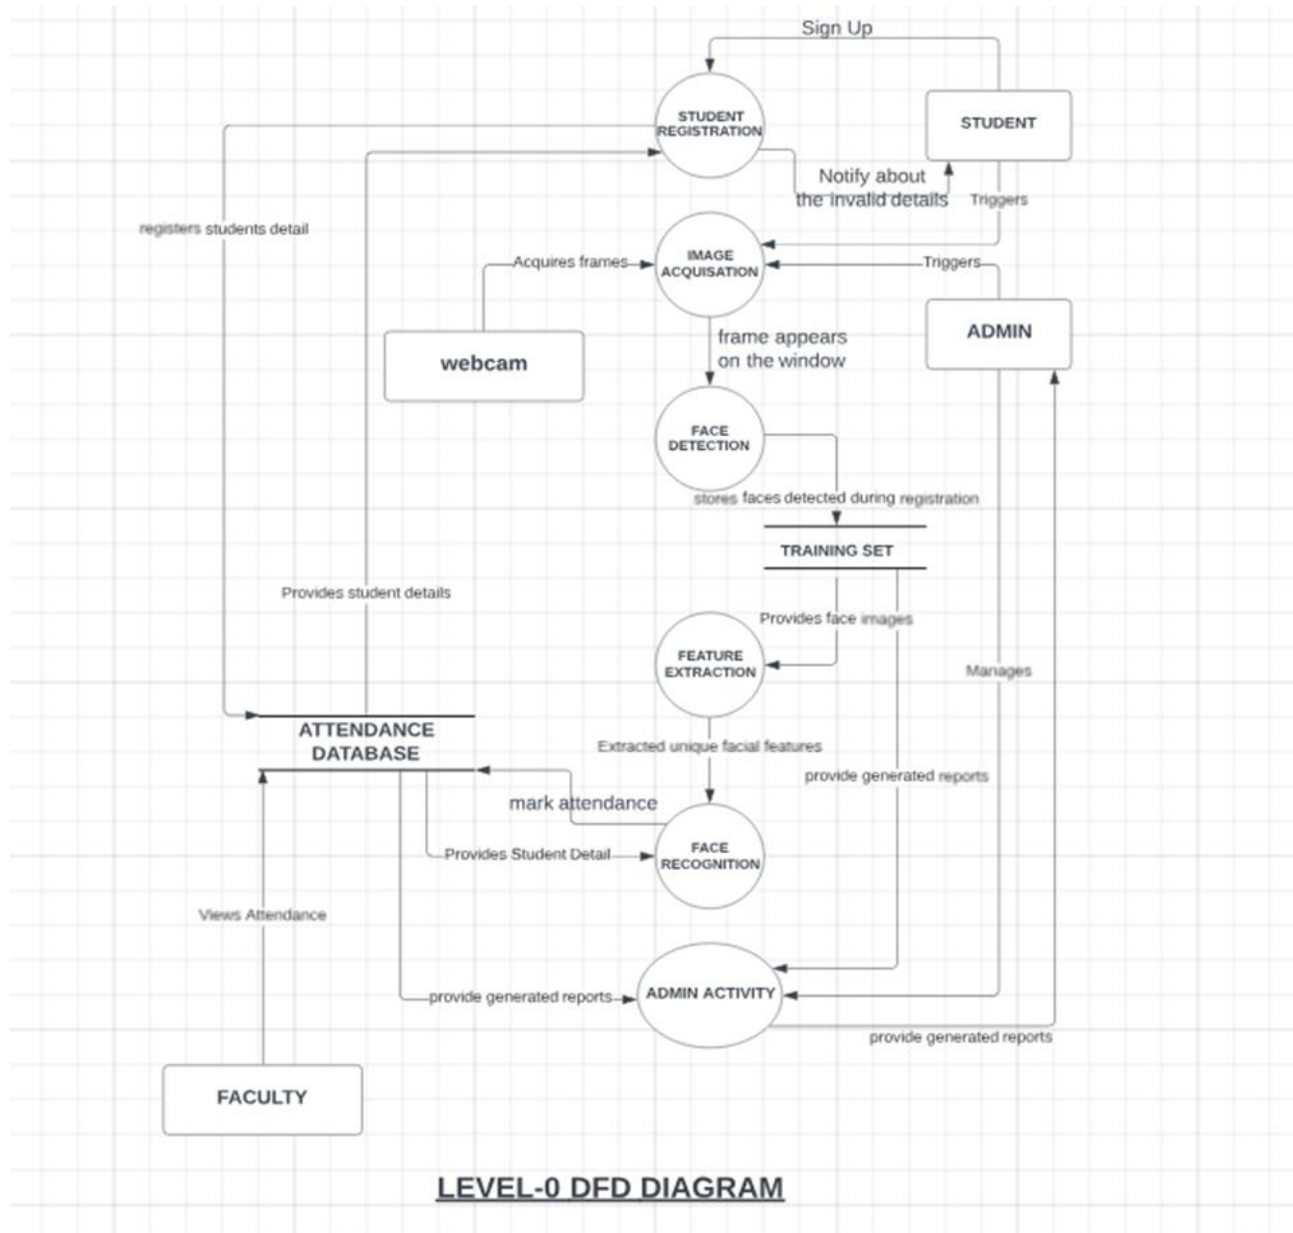 Sign Up
STUDENT
REGISTRATION
STUDENT
Notify about
the invalid details
Triggers
registers students detail
IMAGE
ACQUISATION
Acquires frames
Triggers
ADMIN
frame appears
on the window
webcam
FACE
DETECTION
stores faces detected during registration
TRAINING SET
Provides student details
Provides face images
FEATURE
EXTRACTION
Manages
ATTENDANCE
DATABASE
Extracted unique facial features
provide generated reports
mark attendance
FACE
RECOGNITION
Provides Student Detail
Views Attendance
ADMIN ACTIVITY
provide generated reports
provide generated reports
FACULTY
LEVEL-0 DFD DIAGRAM